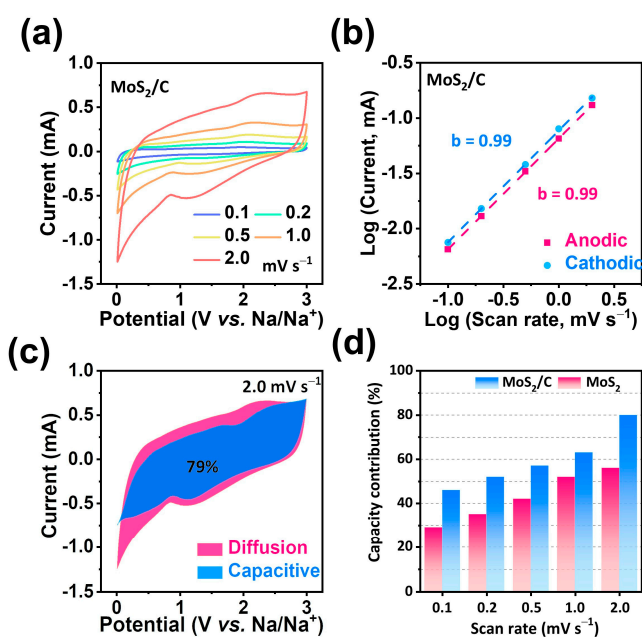 (a)
MoS₂/C
1.0
0.5
0.0
-0.5
-1.0
-1.5
Current (mA)
0.1 0.2
0.5 1.0
2.0 mV s⁻¹
0 1 2 3
Potential (V vs. Na/Na⁺)
(b)
MoS₂/C
-0.5
-1.0
-1.5
-2.0
-2.5
Log (Current, mA)
b = 0.99
b = 0.99
Anodic
Cathodic
-1.0 -0.5 0.0 0.5
Log (Scan rate, mV s⁻¹)
(c)
2.0 mV s⁻¹
1.0
0.5
0.0
-0.5
-1.0
-1.5
Current (mA)
79%
Diffusion
Capacitive
0 1 2 3
Potential (V vs. Na/Na⁺)
(d)
MoS₂/C MoS₂
100
80
60
40
20
0
Capacity contribution (%)
0.1 0.2 0.5 1.0 2.0
Scan rate (mV s⁻¹)